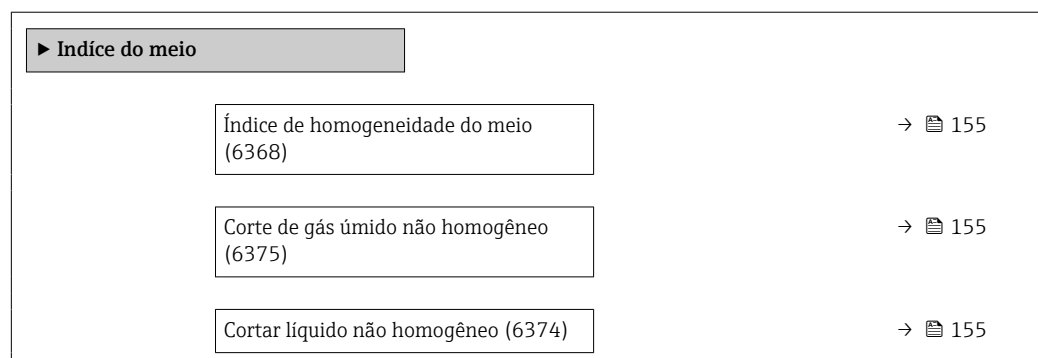 ▶ Indíce do meio
Índice de homogeneidade do meio
(6368)
→ 155
Corte de gás úmido não homogêneo
(6375)
→ 155
Cortar líquido não homogêneo (6374)
→ 155